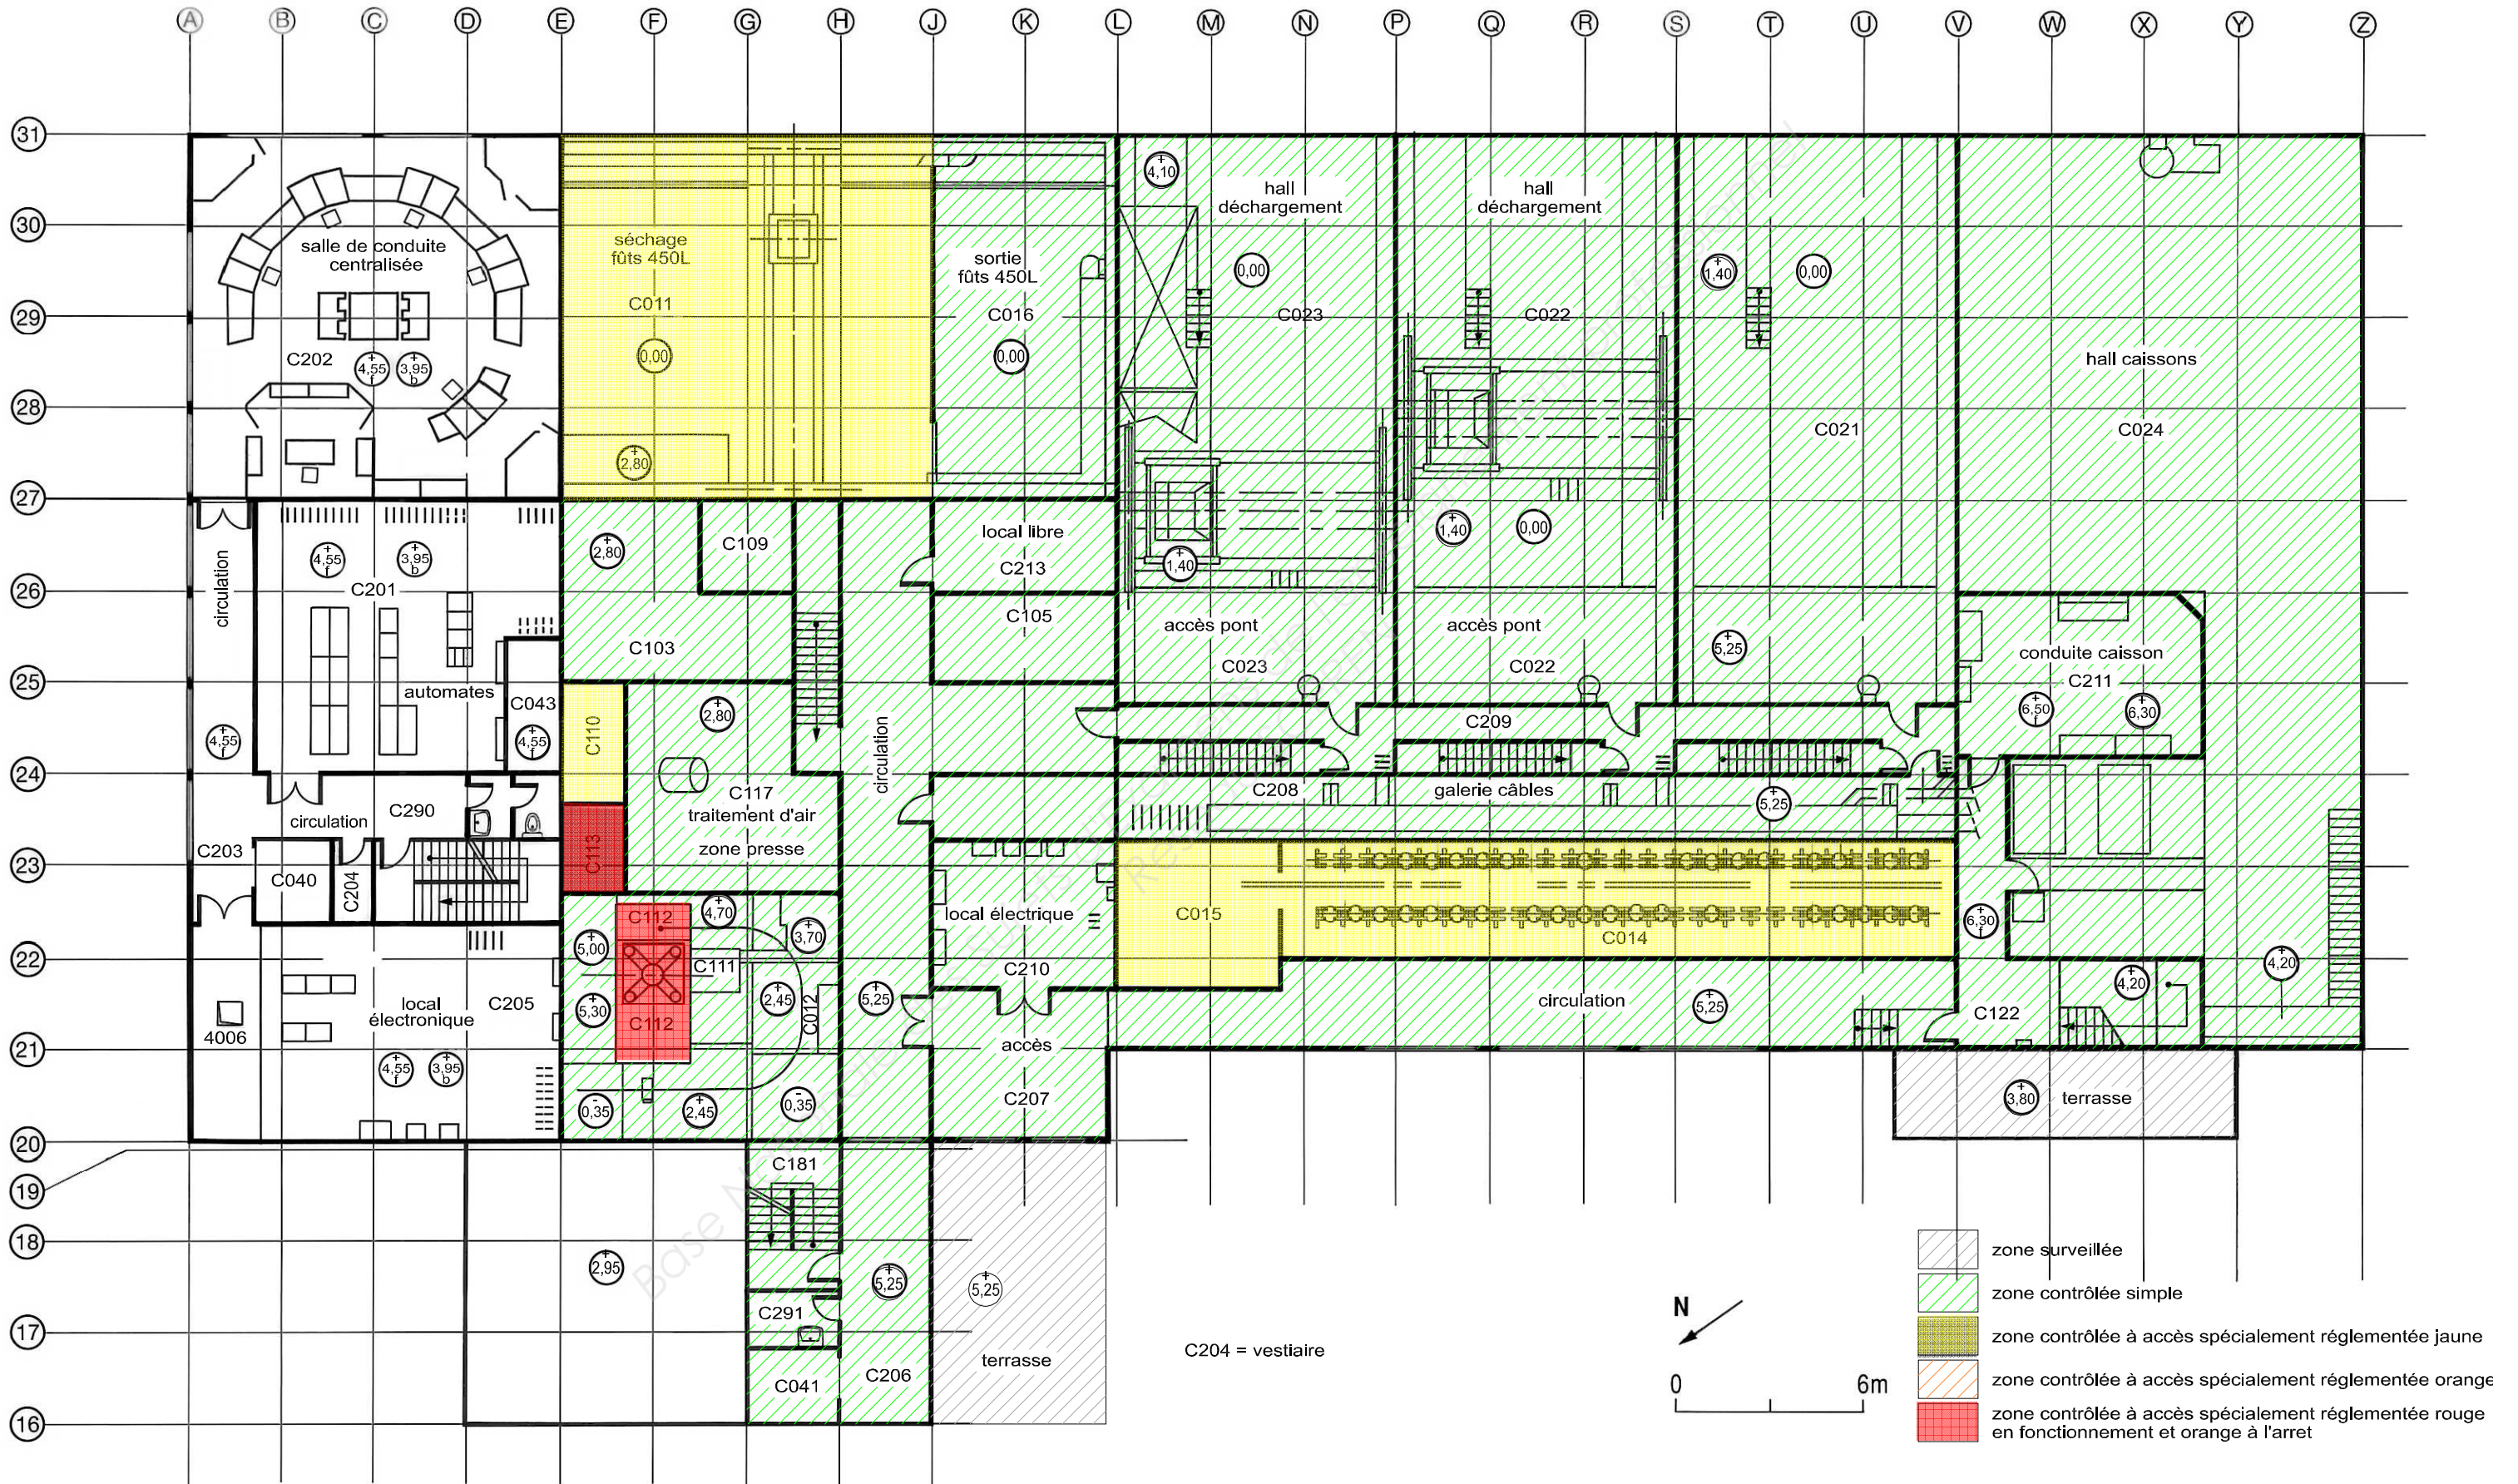 A B C D E F G H J K L M N P Q R S T U V W X Y Z
31
30
29
28
27
26
25
24
23
22
21
20
19
18
17
16
salle de conduite
centralisée
C202
+ 4,55 f
+ 3,95 b
séchage
fûts 450L
C011
0,00
+ 2,80
sortie
fûts 450L
C016
0,00
+ 4,10
hall
déchargement
0,00
C023
+ 1,40
hall
déchargement
C022
+ 1,40
0,00
+ 1,40
0,00
C021
hall caissons
C024
circulation
+ 4,55 f
+ 3,95 b
C201
automates
C043
+ 4,55 f
+ 4,55 f
+ 2,80
C109
C103
local libre
C213
C105
accès pont
C023
accès pont
C022
+ 5,25
conduite caisson
C211
+ 6,50 f
+ 6,30
C110
+ 2,80
C117
traitement d'air
zone presse
circulation
C209
C208
galerie câbles
+ 5,25
C290
circulation
C203
C040
C204
C113
C112
+ 4,70
+ 3,70
+ 5,00
C111
+ 5,30
C112
+ 2,45
C012
+ 5,25
local électrique
C210
C015
C014
+ 6,30 f
+ 4,20
+ 4,20
circulation
+ 5,25
C122
4006
local
électronique
C205
+ 4,55 f
+ 3,95 b
- 0,35
+ 2,45
- 0,35
accès
C207
+ 3,80
terrasse
C181
+ 2,95
C291
C041
+ 5,25
C206
+ 5,25
terrasse
C204 = vestiaire
N
0 6m
zone surveillée
zone contrôlée simple
zone contrôlée à accès spécialement réglementée jaune
zone contrôlée à accès spécialement réglementée orange
zone contrôlée à accès spécialement réglementée rouge
en fonctionnement et orange à l'arret